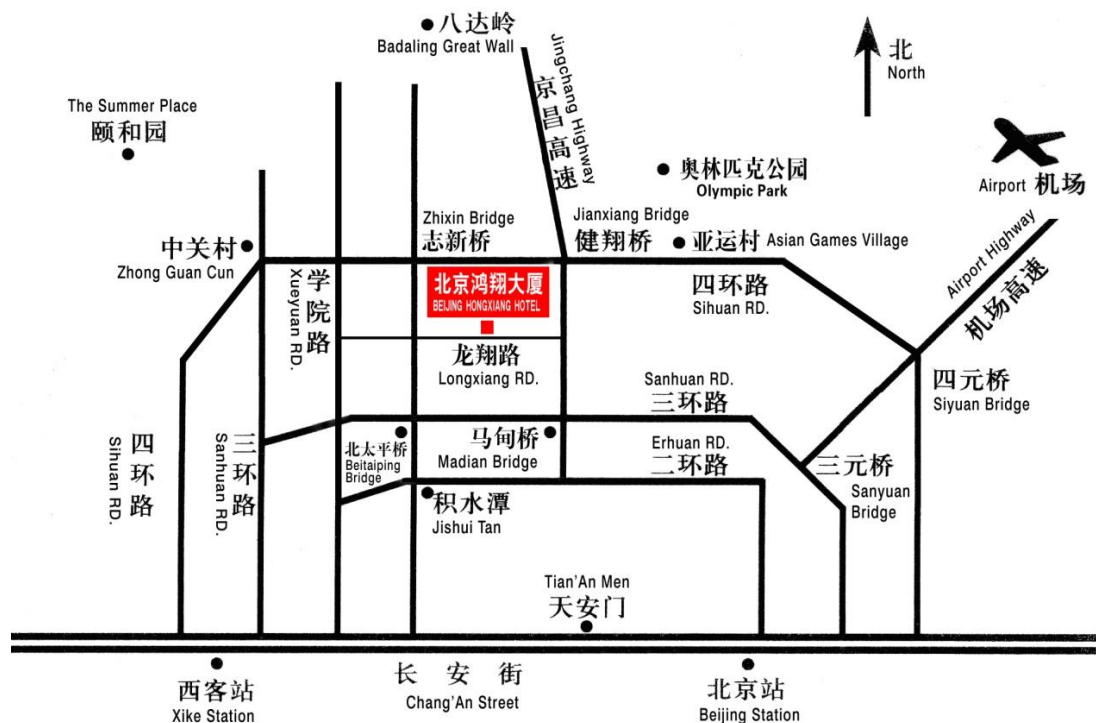 八达岭
Badaling Great Wall
Jingchang Highway
京昌高速
北
North
The Summer Place
颐和园
奥林匹克公园
Olympic Park
Airport 机场
Zhixin Bridge
志新桥
Jianxiang Bridge
健翔桥
亚运村 Asian Games Village
Airport Highway
机场高速
中关村
Zhong Guan Cun
学院路
Xueyuan RD.
北京鸿翔大厦
BEIJING HONGXIANG HOTEL
四环路
Sihuan RD.
龙翔路
Longxiang RD.
四元桥
Siyuan Bridge
Sanhuan RD.
三环路
四环路
Sihuan RD.
三环路
Sanhuan RD.
北太平桥
Beitaiping
Bridge
马甸桥
Madian Bridge
Erhuan RD.
二环路
三元桥
Sanyuan
Bridge
积水潭
Jishui Tan
Tian'An Men
天安门
西客站
Xike Station
长安街
Chang'An Street
北京站
Beijing Station